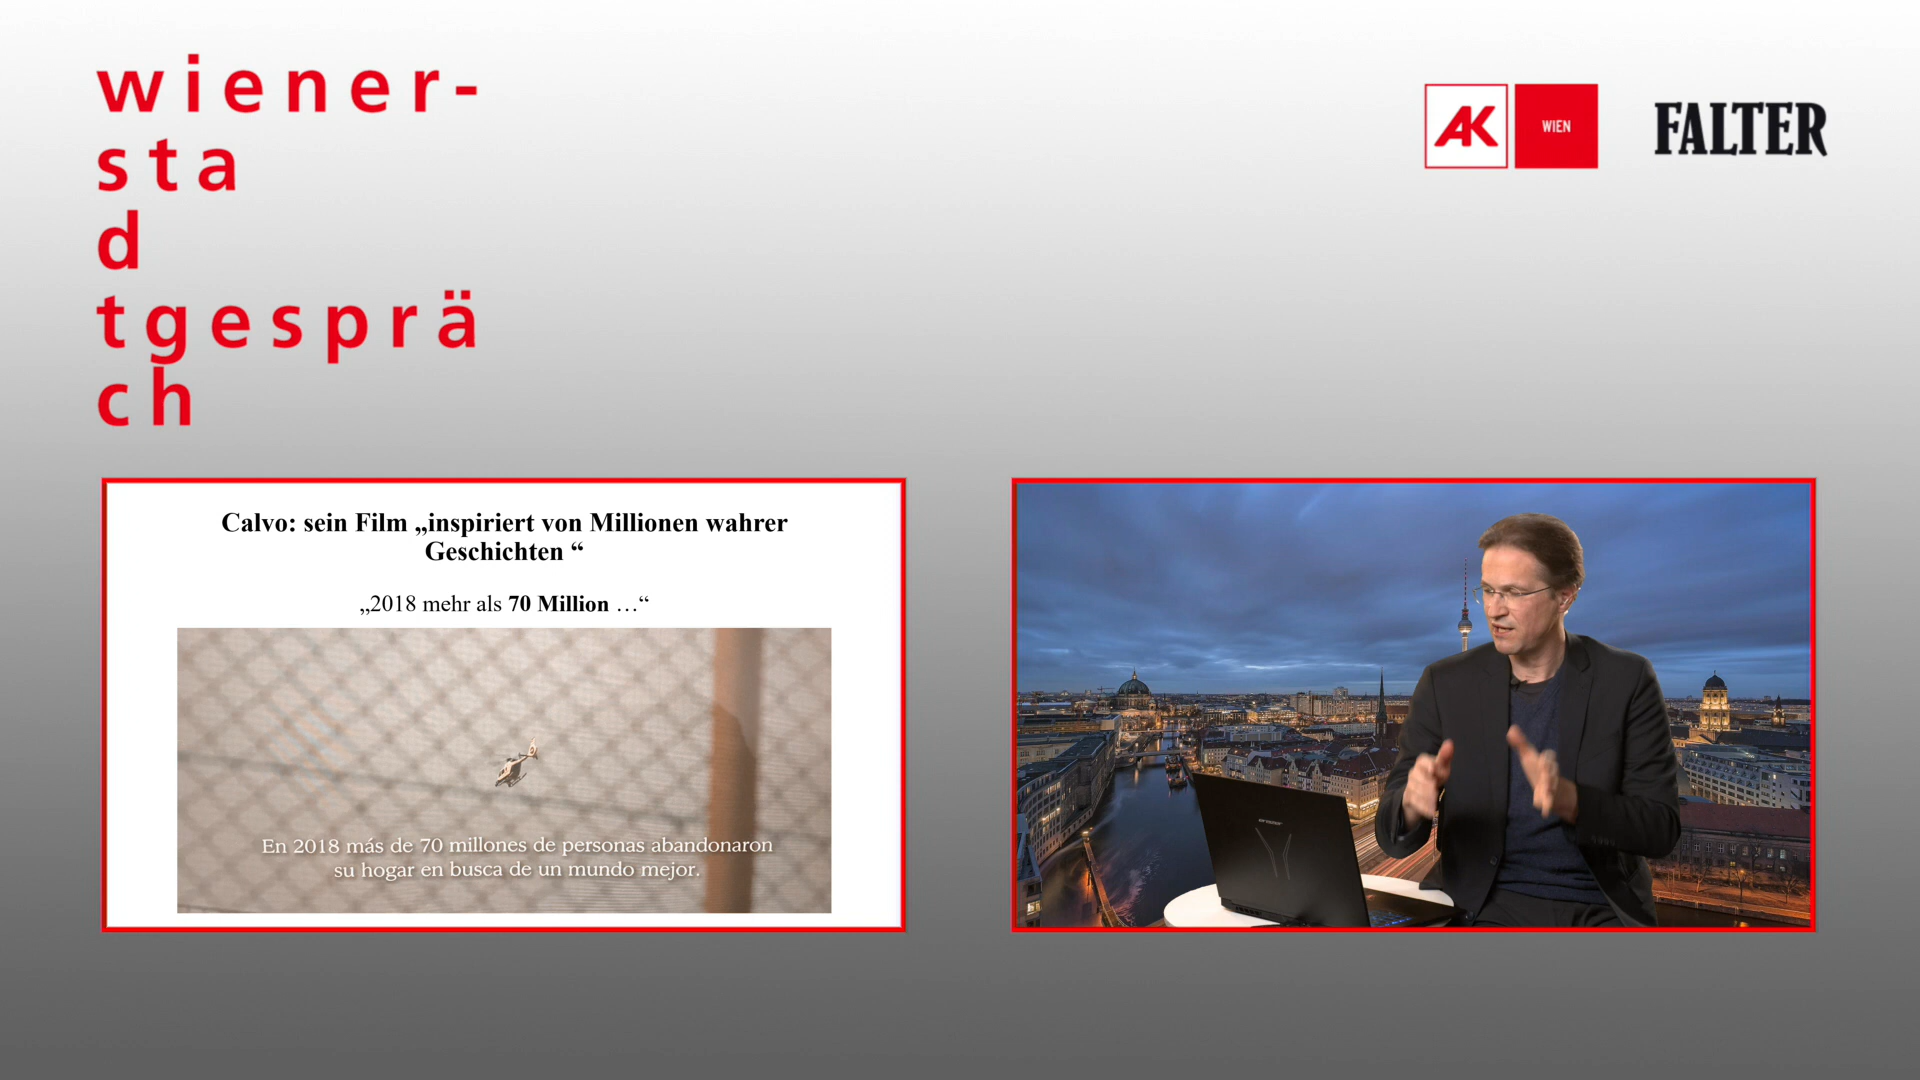 wiener-
sta
d
tgesprä
ch
AK
WIEN
FALTER
Calvo: sein Film „inspiriert von Millionen wahrer
Geschichten “
„2018 mehr als 70 Million …“
En 2018 más de 70 millones de personas abandonaron
su hogar en busca de un mundo mejor.